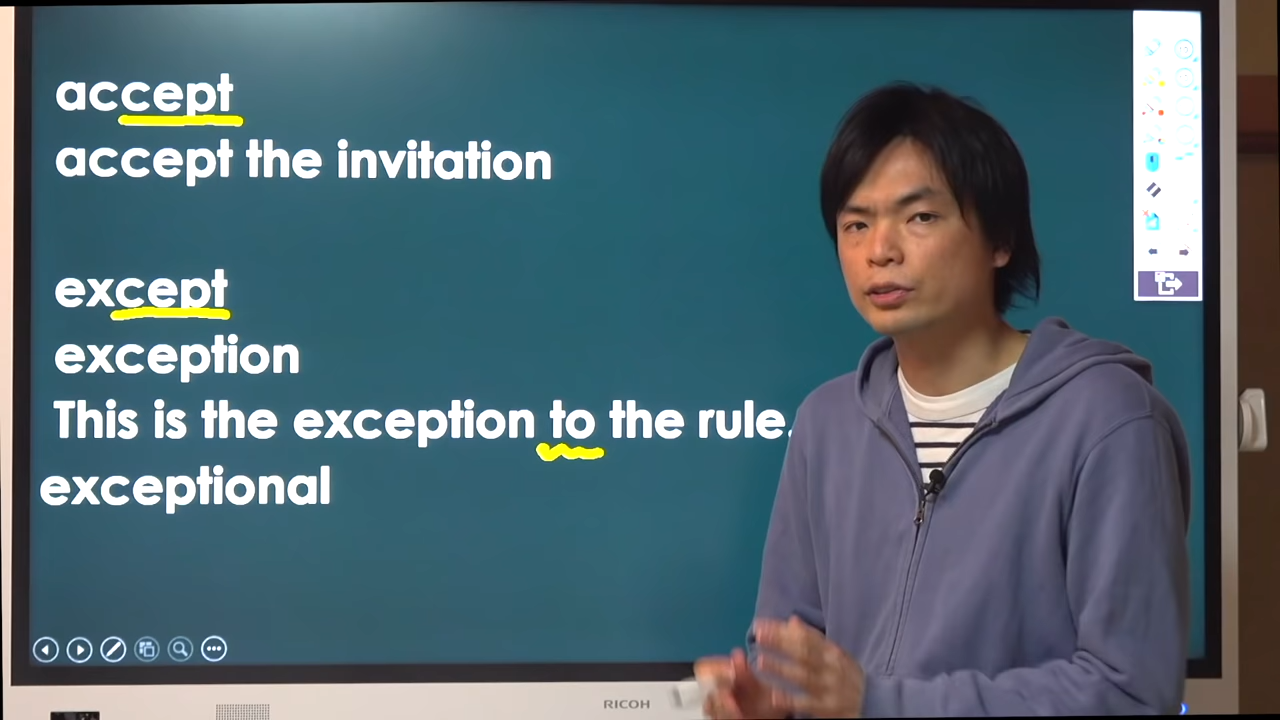 accept
accept the invitation
except
exception
This is the exception to the rule.
exceptional
RICOH